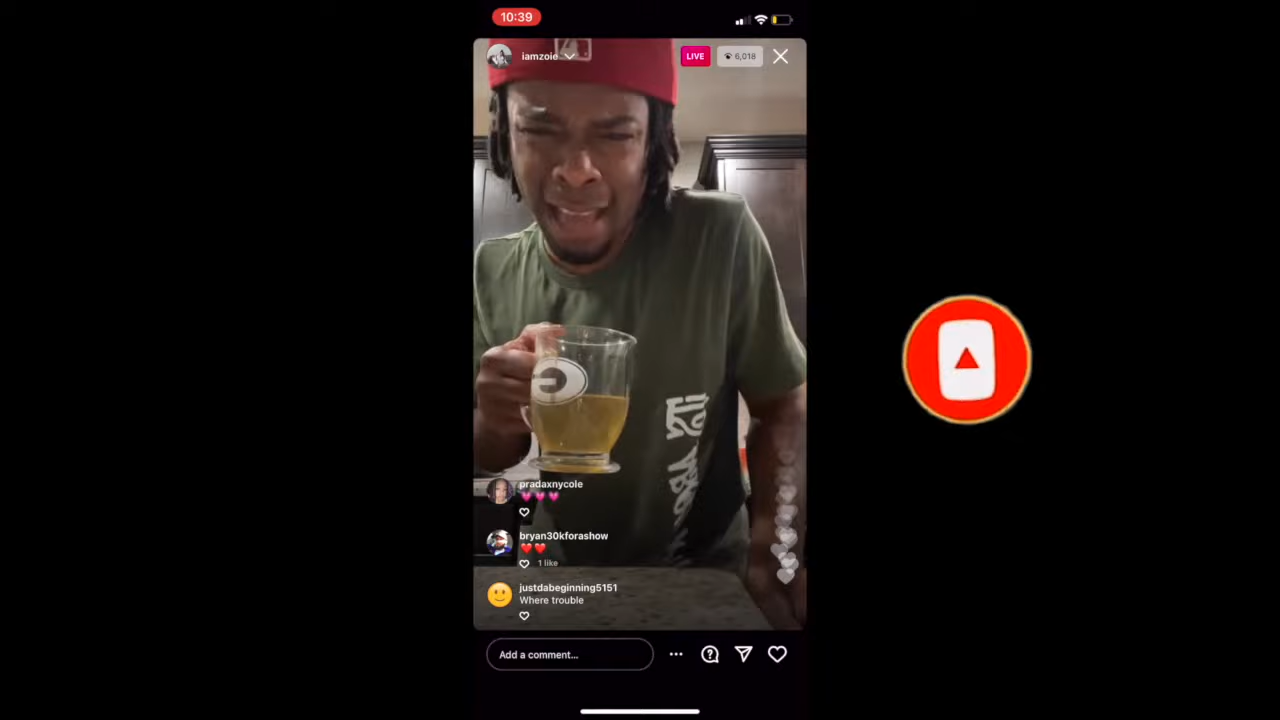 10:39
iamzoie
LIVE
6,018
G
pradaxnycole
bryan30kforashow
1 like
justdabeginning5151
Where trouble
Add a comment...